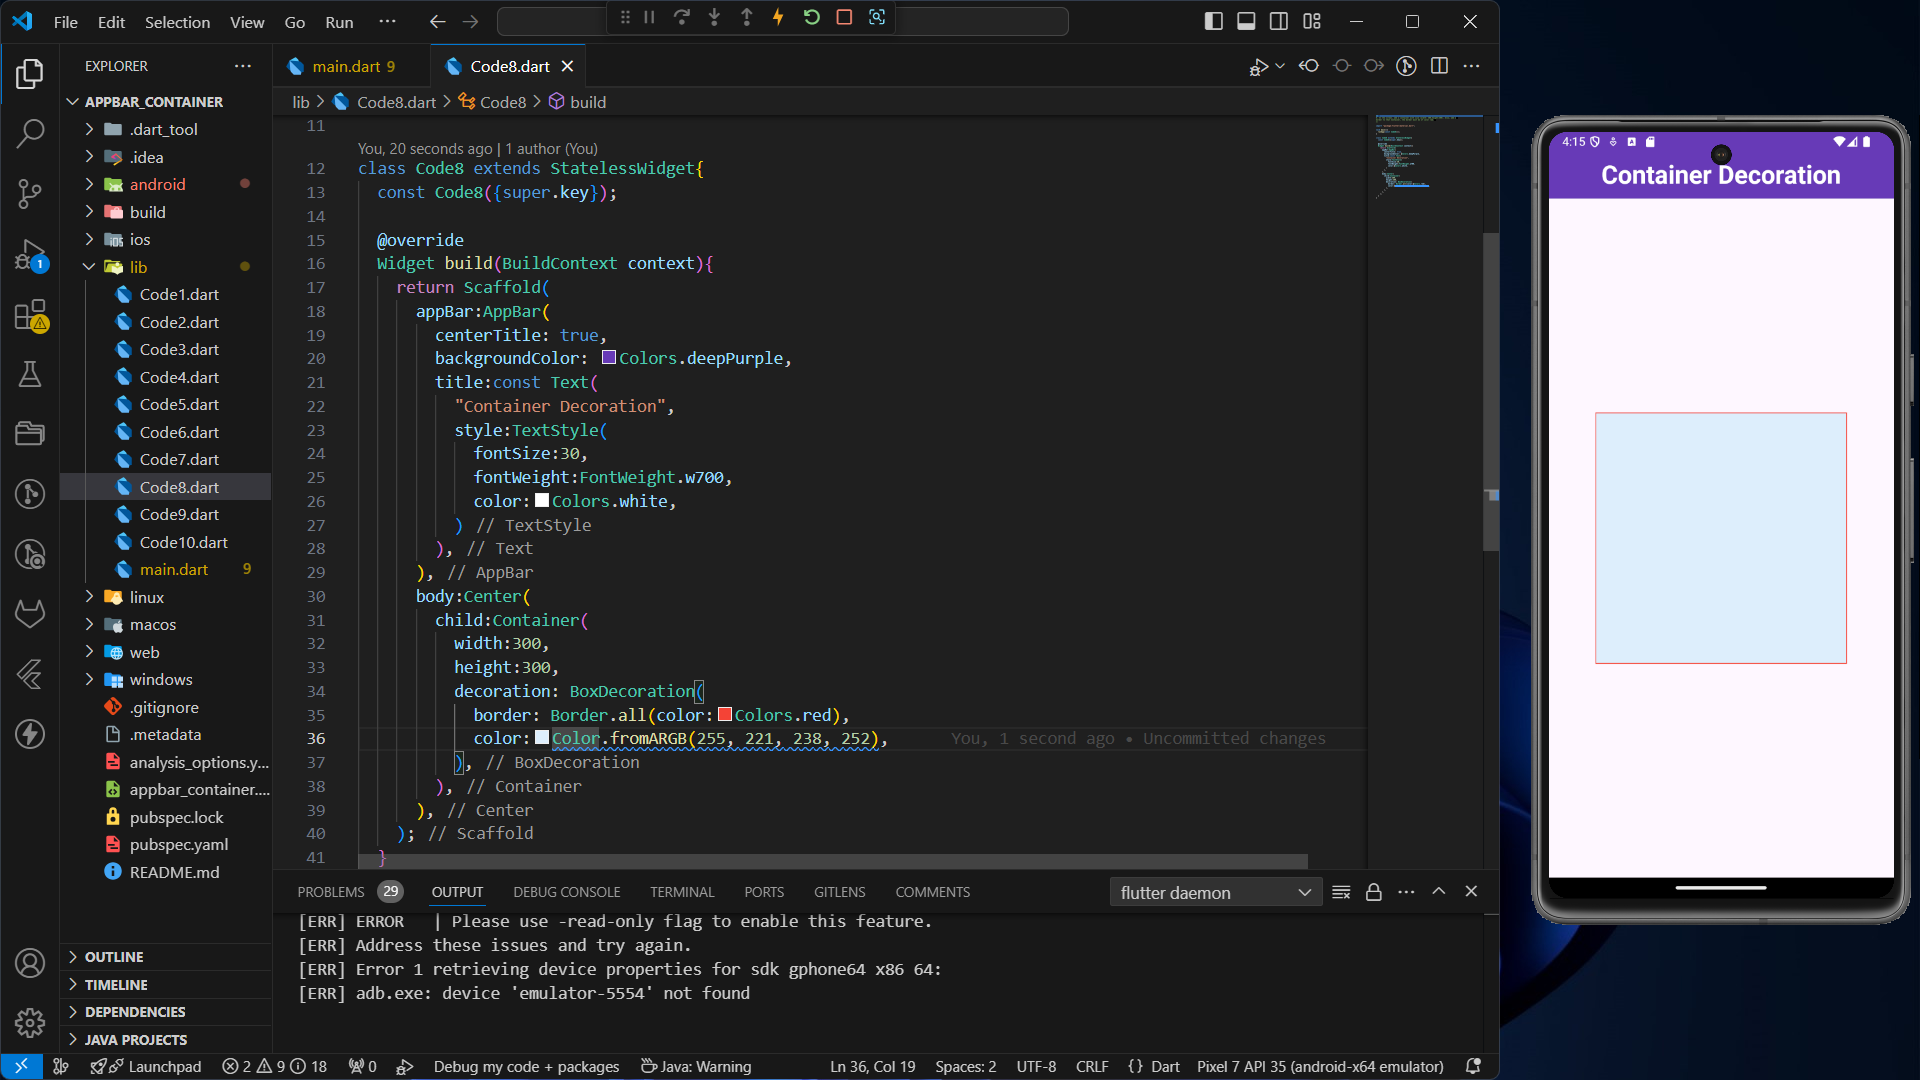 File Edit Selection View Go Run
EXPLORER
APPBAR_CONTAINER
.dart_tool
.idea
android
build
ios
lib
Code1.dart
Code2.dart
Code3.dart
Code4.dart
Code5.dart
Code6.dart
Code7.dart
Code8.dart
Code9.dart
Code10.dart
main.dart 9
linux
macos
web
windows
.gitignore
.metadata
analysis_options.y...
appbar_container....
pubspec.lock
pubspec.yaml
README.md
OUTLINE
TIMELINE
DEPENDENCIES
JAVA PROJECTS
1
main.dart 9
Code8.dart
lib > Code8.dart > Code8 > build
11
You, 20 seconds ago | 1 author (You)
12 class Code8 extends StatelessWidget{
13 const Code8({super.key});
14
15 @override
16 Widget build(BuildContext context){
17 return Scaffold(
18 appBar:AppBar(
19 centerTitle: true,
20 backgroundColor: Colors.deepPurple,
21 title:const Text(
22 "Container Decoration",
23 style:TextStyle(
24 fontSize:30,
25 fontWeight:FontWeight.w700,
26 color:Colors.white,
27 ) // TextStyle
28 ), // Text
29 ), // AppBar
30 body:Center(
31 child:Container(
32 width:300,
33 height:300,
34 decoration: BoxDecoration(
35 border: Border.all(color:Colors.red),
36 color:Color.fromARGB(255, 221, 238, 252), You, 1 second ago • Uncommitted changes
37 ), // BoxDecoration
38 ), // Container
39 ), // Center
40 ); // Scaffold
41 }
PROBLEMS 29 OUTPUT DEBUG CONSOLE TERMINAL PORTS GITLENS COMMENTS flutter daemon
[ERR] ERROR | Please use -read-only flag to enable this feature.
[ERR] Address these issues and try again.
[ERR] Error 1 retrieving device properties for sdk gphone64 x86 64:
[ERR] adb.exe: device 'emulator-5554' not found
Launchpad 2 9 18 0 Debug my code + packages Java: Warning Ln 36, Col 19 Spaces: 2 UTF-8 CRLF {} Dart Pixel 7 API 35 (android-x64 emulator)
4:15
Container Decoration